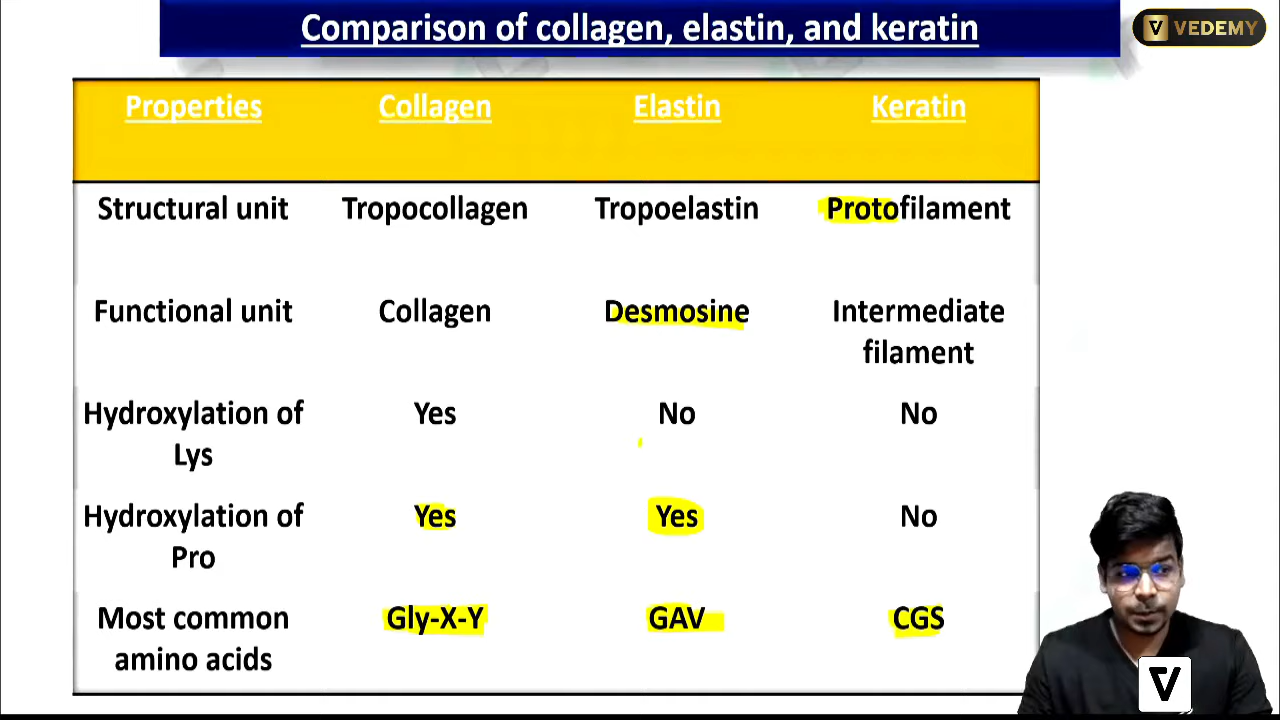 Comparison of collagen, elastin, and keratin
VEDEMY
Properties Collagen Elastin Keratin
Structural unit Tropocollagen Tropoelastin Protofilament
Functional unit Collagen Desmosine Intermediate
filament
Hydroxylation of Yes No No
Lys
Hydroxylation of Yes Yes No
Pro
Most common Gly-X-Y GAV CGS
amino acids